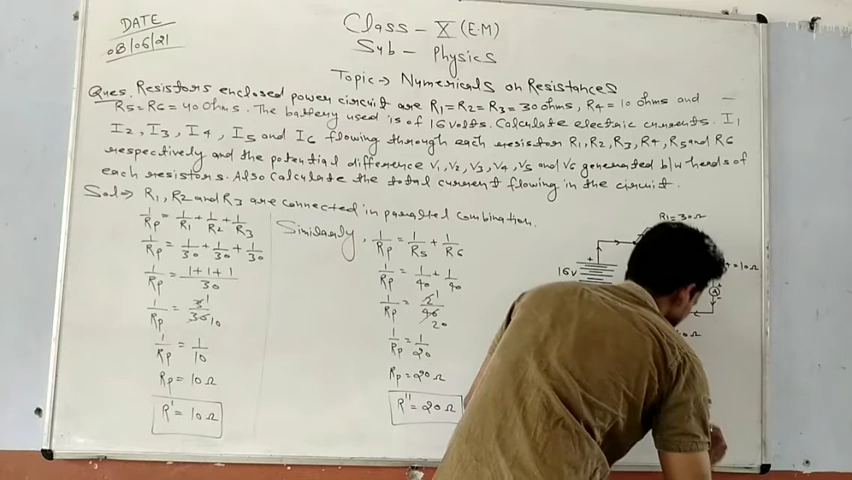 DATE
08/06/21
Class - X (E.M)
Sub - Physics
Topic → Numericals on Resistances
Ques. Resistors enclosed power circuit are R1 = R2 = R3 = 30 ohms, R4 = 10 ohms and
R5 = R6 = 40 ohms. The battery used is of 16 volts. Calculate electric currents. I1
I2, I3, I4, I5 and I6 flowing through each resistor R1, R2, R3, R4, R5 and R6
respectively and the potential difference V1, V2, V3, V4, V5 and V6 generated b/w heads of
each resistors. Also Calculate the total current flowing in the circuit.
Sol → R1, R2 and R3 are connected in parallel combination.
1/Rp = 1/R1 + 1/R2 + 1/R3
1/Rp = 1/30 + 1/30 + 1/30
1/Rp = 1+1+1/30
1/Rp = 3 1/30 10
1/Rp = 1/10
Rp = 10 Ω
R' = 10 Ω
Similarly, 1/Rp = 1/R5 + 1/R6
1/Rp = 1/40 + 1/40
1/Rp = 2 1/40 20
1/Rp = 1/20
Rp = 20 Ω
R'' = 20 Ω
R1 = 30 Ω
+
16v
= 10 Ω
A